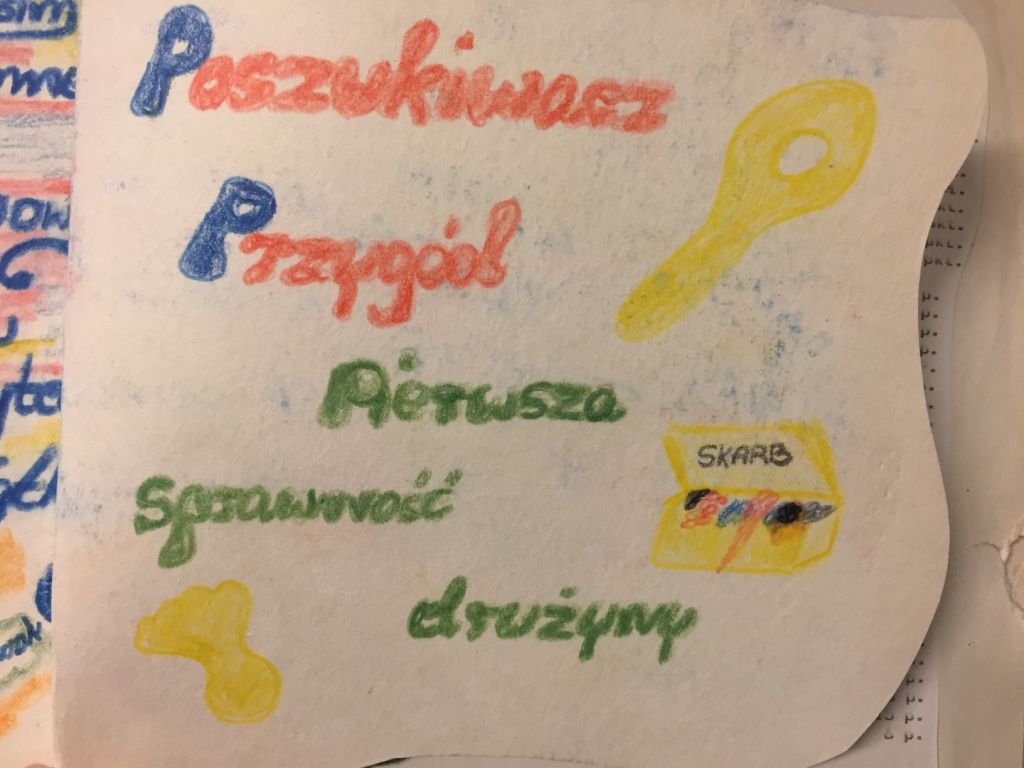 Poszukiwacz
Przygód
Pierwsza
Sprawność
drużyny
SKARB